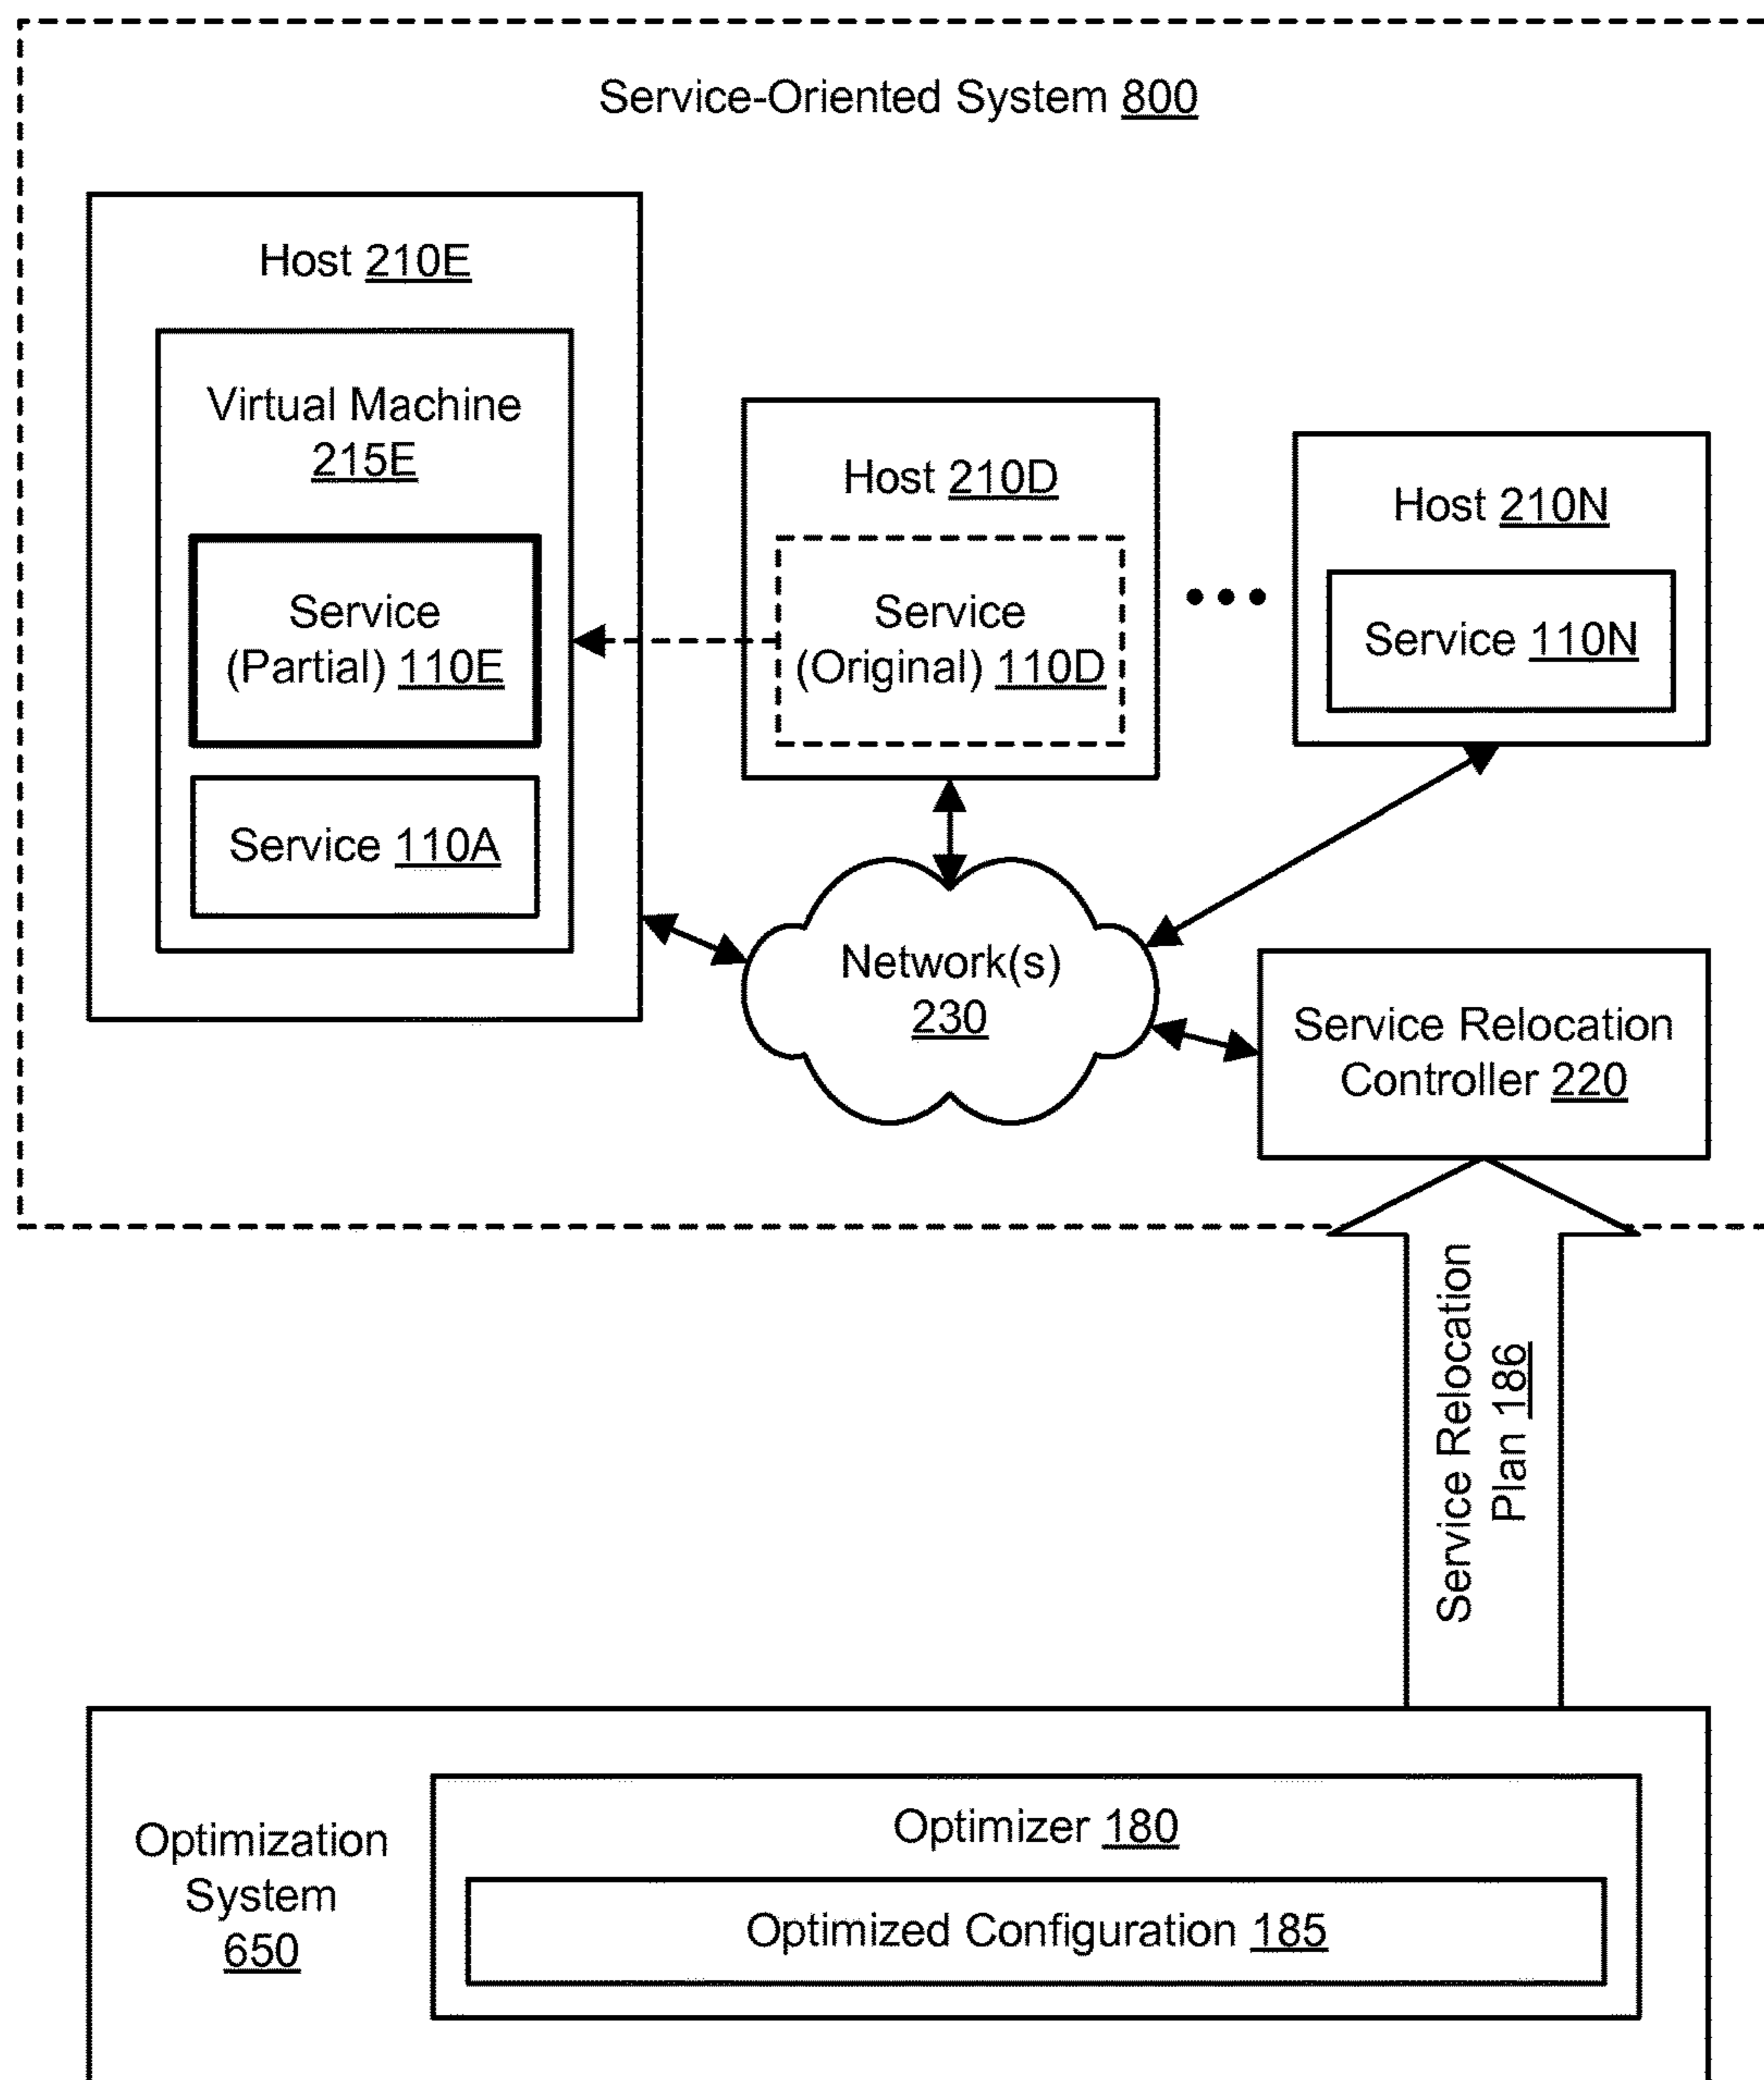 Service-Oriented System 800
Host 210E
Virtual Machine
215E
Service
(Partial) 110E
Service 110A
Host 210D
Service
(Original) 110D
Host 210N
Service 110N
Network(s)
230
Service Relocation
Controller 220
Service Relocation
Plan 186
Optimization
System
650
Optimizer 180
Optimized Configuration 185